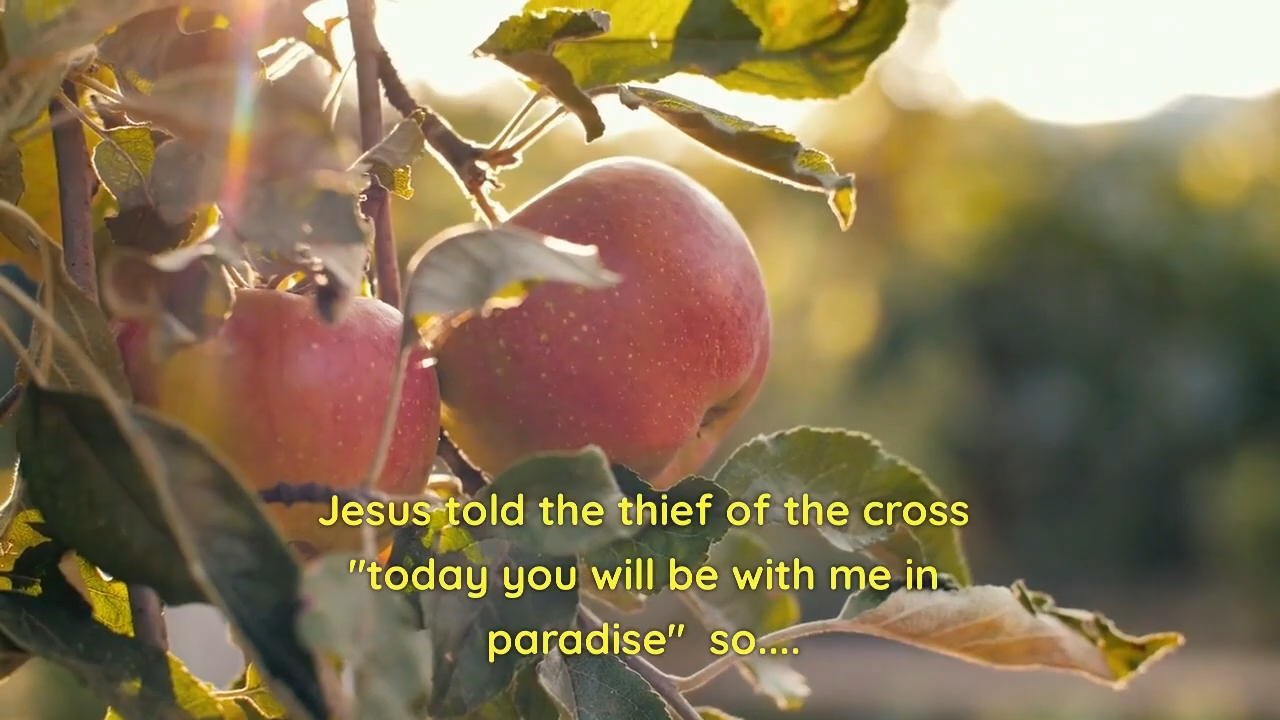 Jesus told the thief of the cross
"today you will be with me in
paradise"  so....